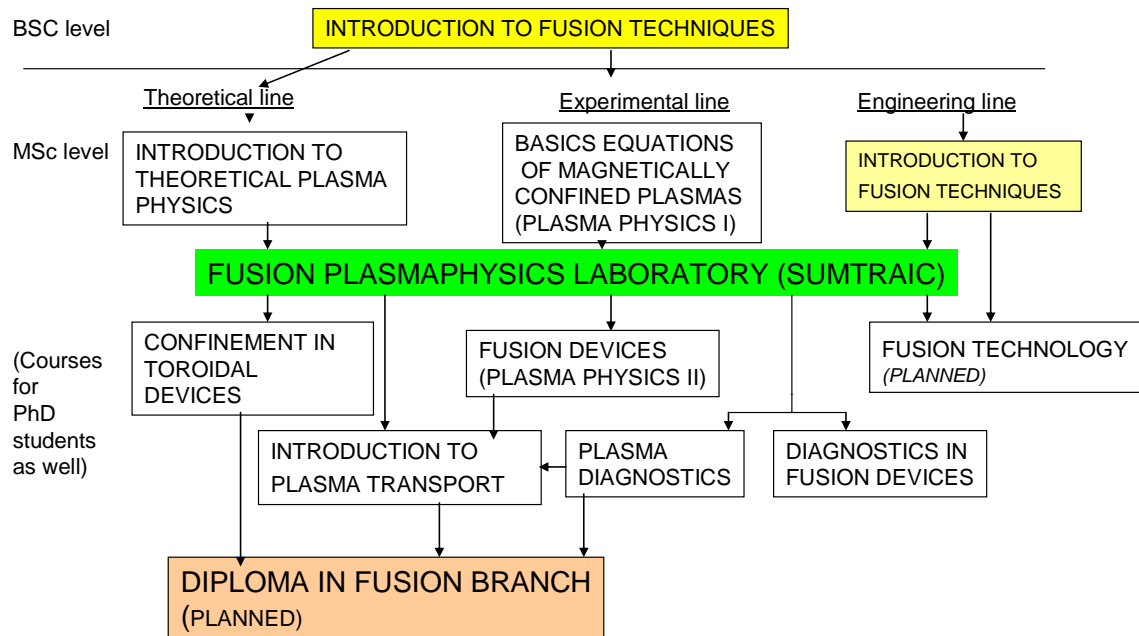 BSC level
INTRODUCTION TO FUSION TECHNIQUES
Theoretical line
Experimental line
Engineering line
MSc level
INTRODUCTION TO
THEORETICAL PLASMA
PHYSICS
BASICS EQUATIONS
OF MAGNETICALLY
CONFINED PLASMAS
(PLASMA PHYSICS I)
INTRODUCTION TO
FUSION TECHNIQUES
FUSION PLASMAPHYSICS LABORATORY (SUMTRAIC)
(Courses
for
PhD
students
as well)
CONFINEMENT IN
TOROIDAL
DEVICES
FUSION DEVICES
(PLASMA PHYSICS II)
FUSION TECHNOLOGY
(PLANNED)
INTRODUCTION TO
PLASMA TRANSPORT
PLASMA
DIAGNOSTICS
DIAGNOSTICS IN
FUSION DEVICES
DIPLOMA IN FUSION BRANCH
(PLANNED)